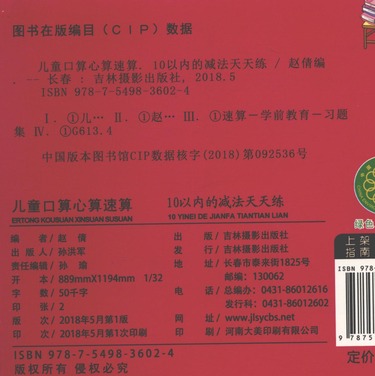 图书在版编目(CIP)数据
儿童口算心算速算. 10以内的减法天天练 / 赵倩编
. -- 长春 : 吉林摄影出版社, 2018.5
ISBN 978-7-5498-3602-4
Ⅰ. ①儿… Ⅱ. ①赵… Ⅲ. ①速算－学前教育－习题
集 Ⅳ. ①G613.4
中国版本图书馆CIP数据核字(2018)第092536号
儿童口算心算速算 10以内的减法天天练
ERTONG KOUSUAN XINSUAN SUSUAN 10 YINEI DE JIANFA TIANTIAN LIAN
编 者/赵 倩
出 版 人/孙洪军
责任编辑/孙 瑜
开 本/889mm×1194mm 1/32
字 数/50千字
印 张/2
版 次/2018年5月第1版
印 次/2018年5月第1次印刷
出 版/吉林摄影出版社
发 行/吉林摄影出版社
地 址/长春市泰来街1825号
邮编：130062
电 话/总编办：0431-86012616
发行科：0431-86012602
网 址/www.jlsycbs.net
印 刷/河南大美印刷有限公司
ISBN 978-7-5498-3602-4
版权所有 侵权必究
绿色
上架
指南
ISBN 978-
9 7875
定价